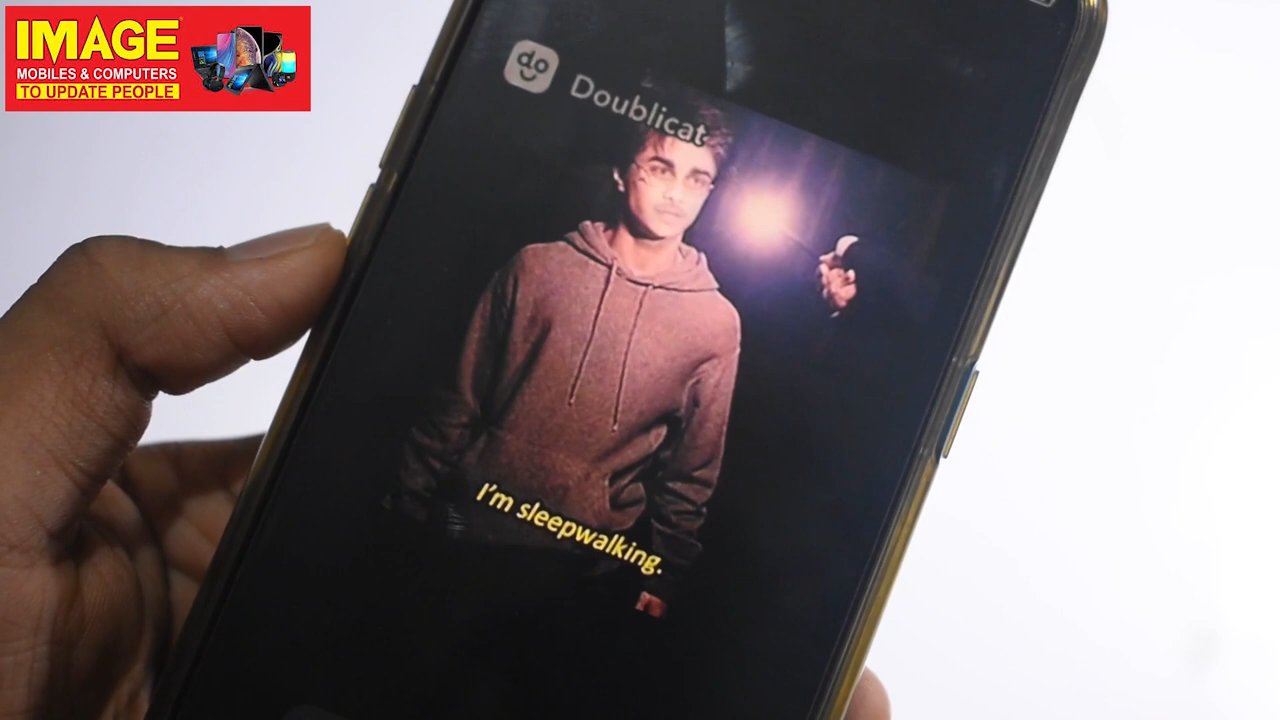 IMAGE
MOBILES & COMPUTERS
TO UPDATE PEOPLE
do
Doublicat
I'm sleepwalking.